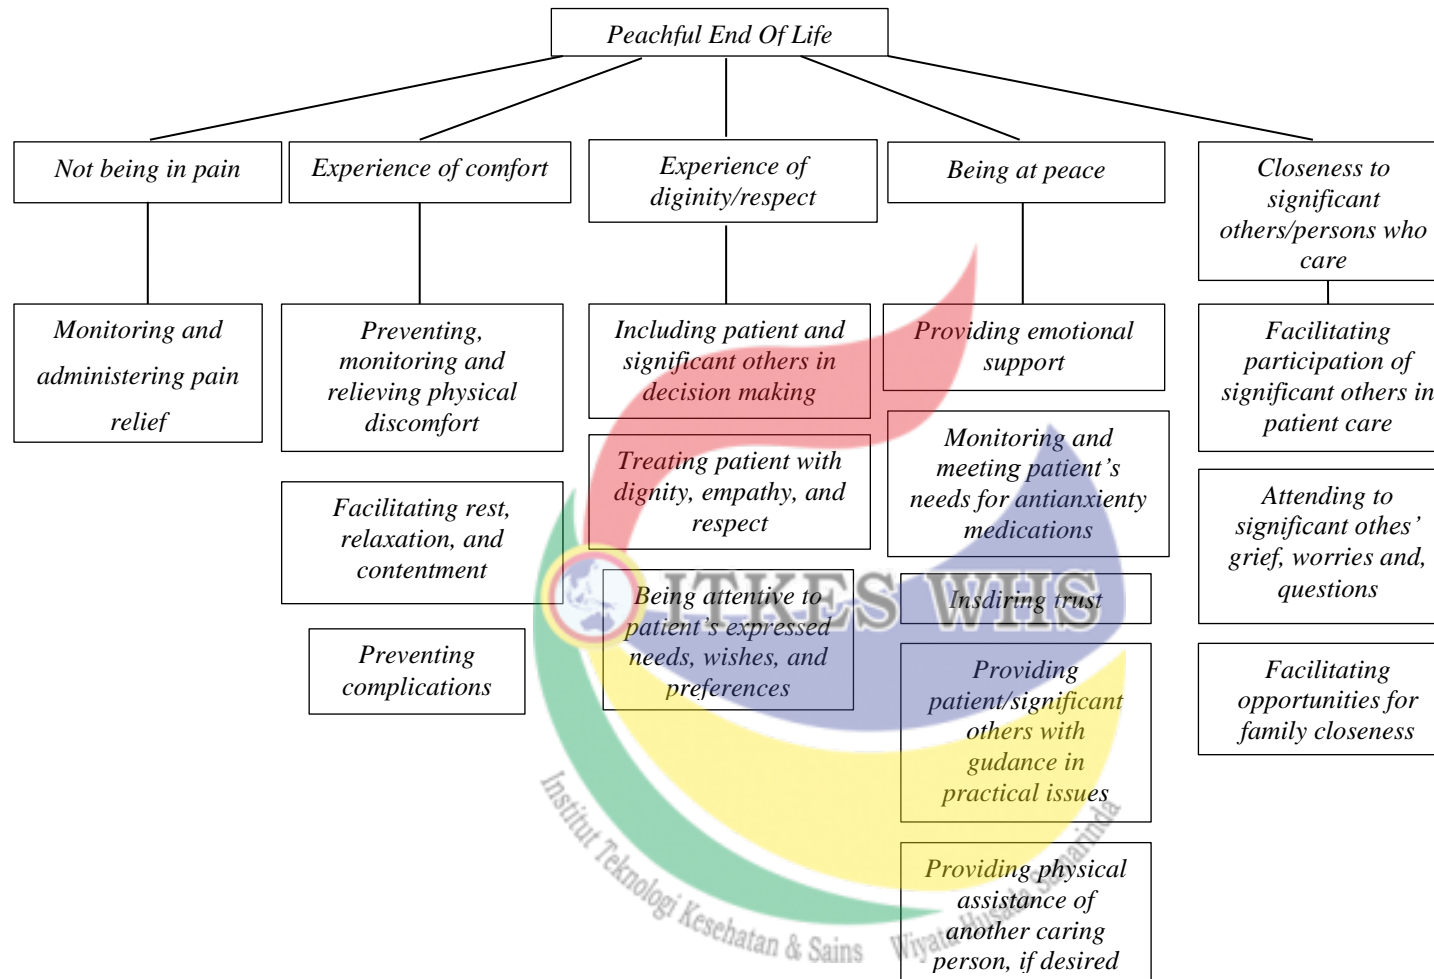 Peachful End Of Life
Not being in pain
Experience of comfort
Experience of
diginity/respect
Being at peace
Closeness to
significant
others/persons who
care
Monitoring and
administering pain
relief
Preventing,
monitoring and
relieving physical
discomfort
Facilitating rest,
relaxation, and
contentment
Preventing
complications
Including patient and
significant others in
decision making
Treating patient with
dignity, empathy, and
respect
Being attentive to
patient's expressed
needs, wishes, and
preferences
Providing emotional
support
Monitoring and
meeting patient's
needs for antianxienty
medications
Insdiring trust
Providing
patient/significant
others with
gudance in
practical issues
Providing physical
assistance of
another caring
person, if desired
Facilitating
participation of
significant others in
patient care
Attending to
significant othes'
grief, worries and,
questions
Facilitating
opportunities for
family closeness
ITKES WHS
Institut Teknologi Kesehatan & Sains Wiyata Husada Samarinda